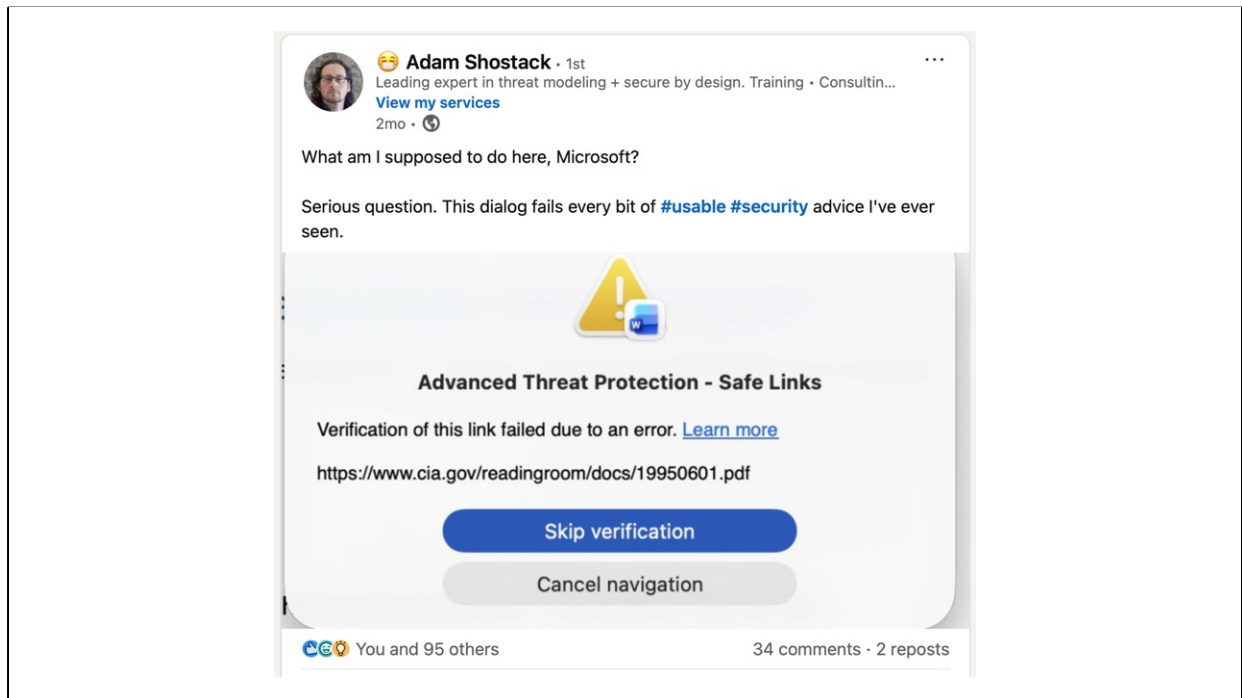 😷 Adam Shostack · 1st
Leading expert in threat modeling + secure by design. Training • Consultin...
View my services
2mo ·
What am I supposed to do here, Microsoft?
Serious question. This dialog fails every bit of #usable #security advice I've ever
seen.
W
Advanced Threat Protection - Safe Links
Verification of this link failed due to an error. Learn more
https://www.cia.gov/readingroom/docs/19950601.pdf
Skip verification
Cancel navigation
You and 95 others
34 comments · 2 reposts